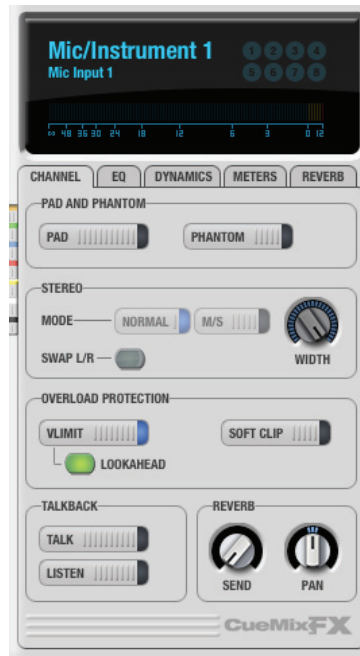 Mic/Instrument 1
Mic Input 1
1 2 3 4
5 6 7 8
∞ 48 36 30 24 18 12 6 3 0 12
CHANNEL EQ DYNAMICS METERS REVERB
PAD AND PHANTOM
PAD PHANTOM
STEREO
MODE NORMAL M/S
SWAP L/R WIDTH
OVERLOAD PROTECTION
VLIMIT SOFT CLIP
LOOKAHEAD
TALKBACK REVERB
TALK
LISTEN
SEND PAN
CueMixFX